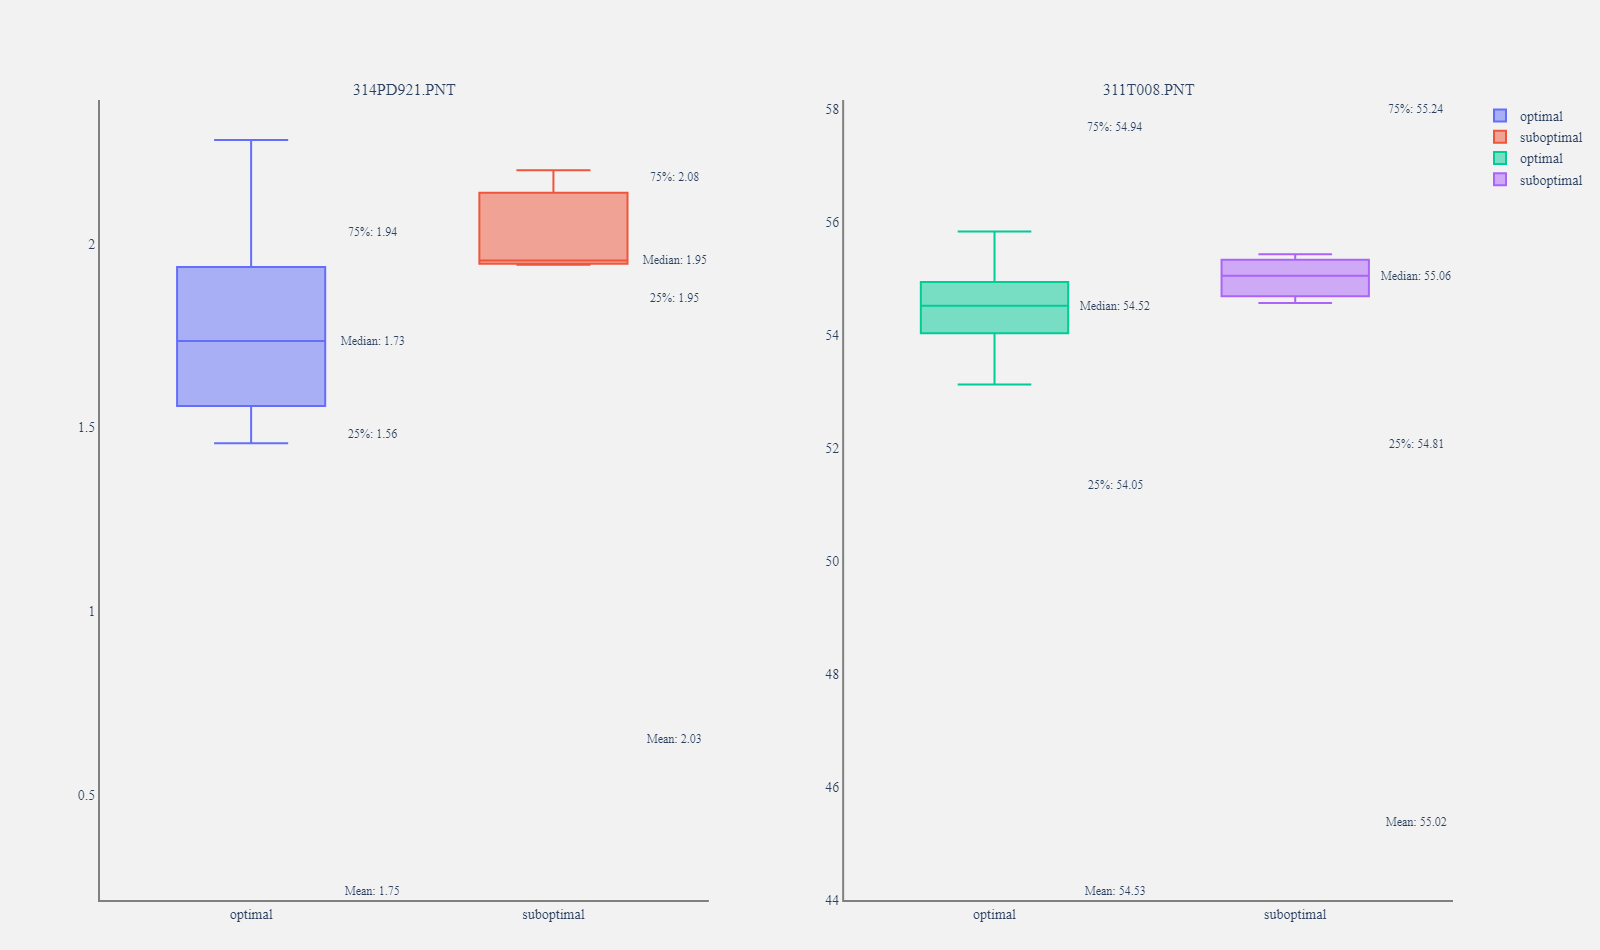 314PD921.PNT
2
1.5
1
0.5
75%: 1.94
Median: 1.73
25%: 1.56
Mean: 1.75
75%: 2.08
Median: 1.95
25%: 1.95
Mean: 2.03
optimal
suboptimal
311T008.PNT
58
56
54
52
50
48
46
44
75%: 54.94
Median: 54.52
25%: 54.05
Mean: 54.53
75%: 55.24
Median: 55.06
25%: 54.81
Mean: 55.02
optimal
suboptimal
optimal
suboptimal
optimal
suboptimal